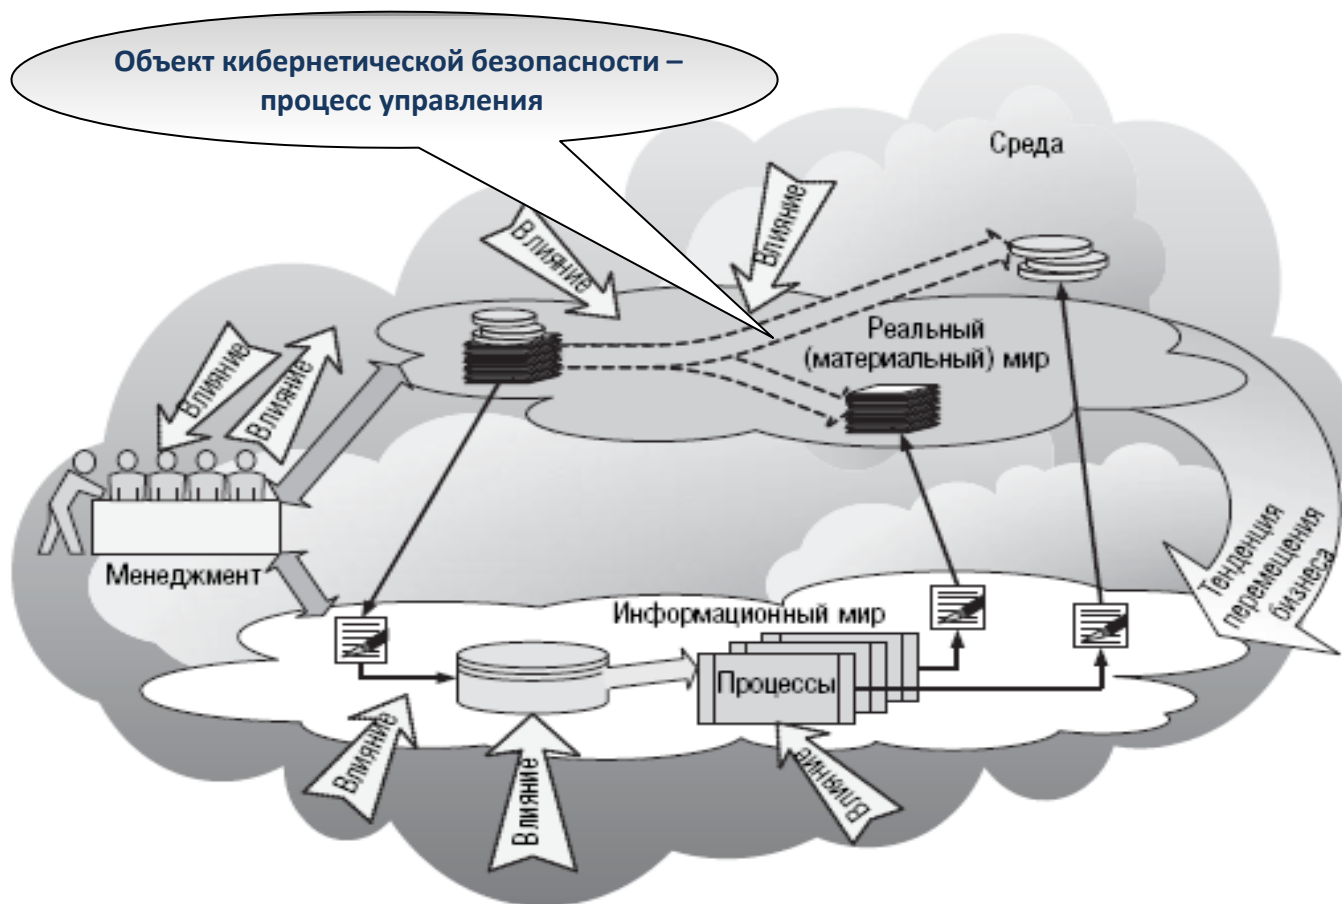 Объект кибернетической безопасности –
процесс управления
Среда
Влияние
Влияние
Реальный
(материальный) мир
Влияние
Влияние
Менеджмент
Тенденция
перемещения
бизнеса
Информационный мир
Процессы
Влияние
Влияние
Влияние